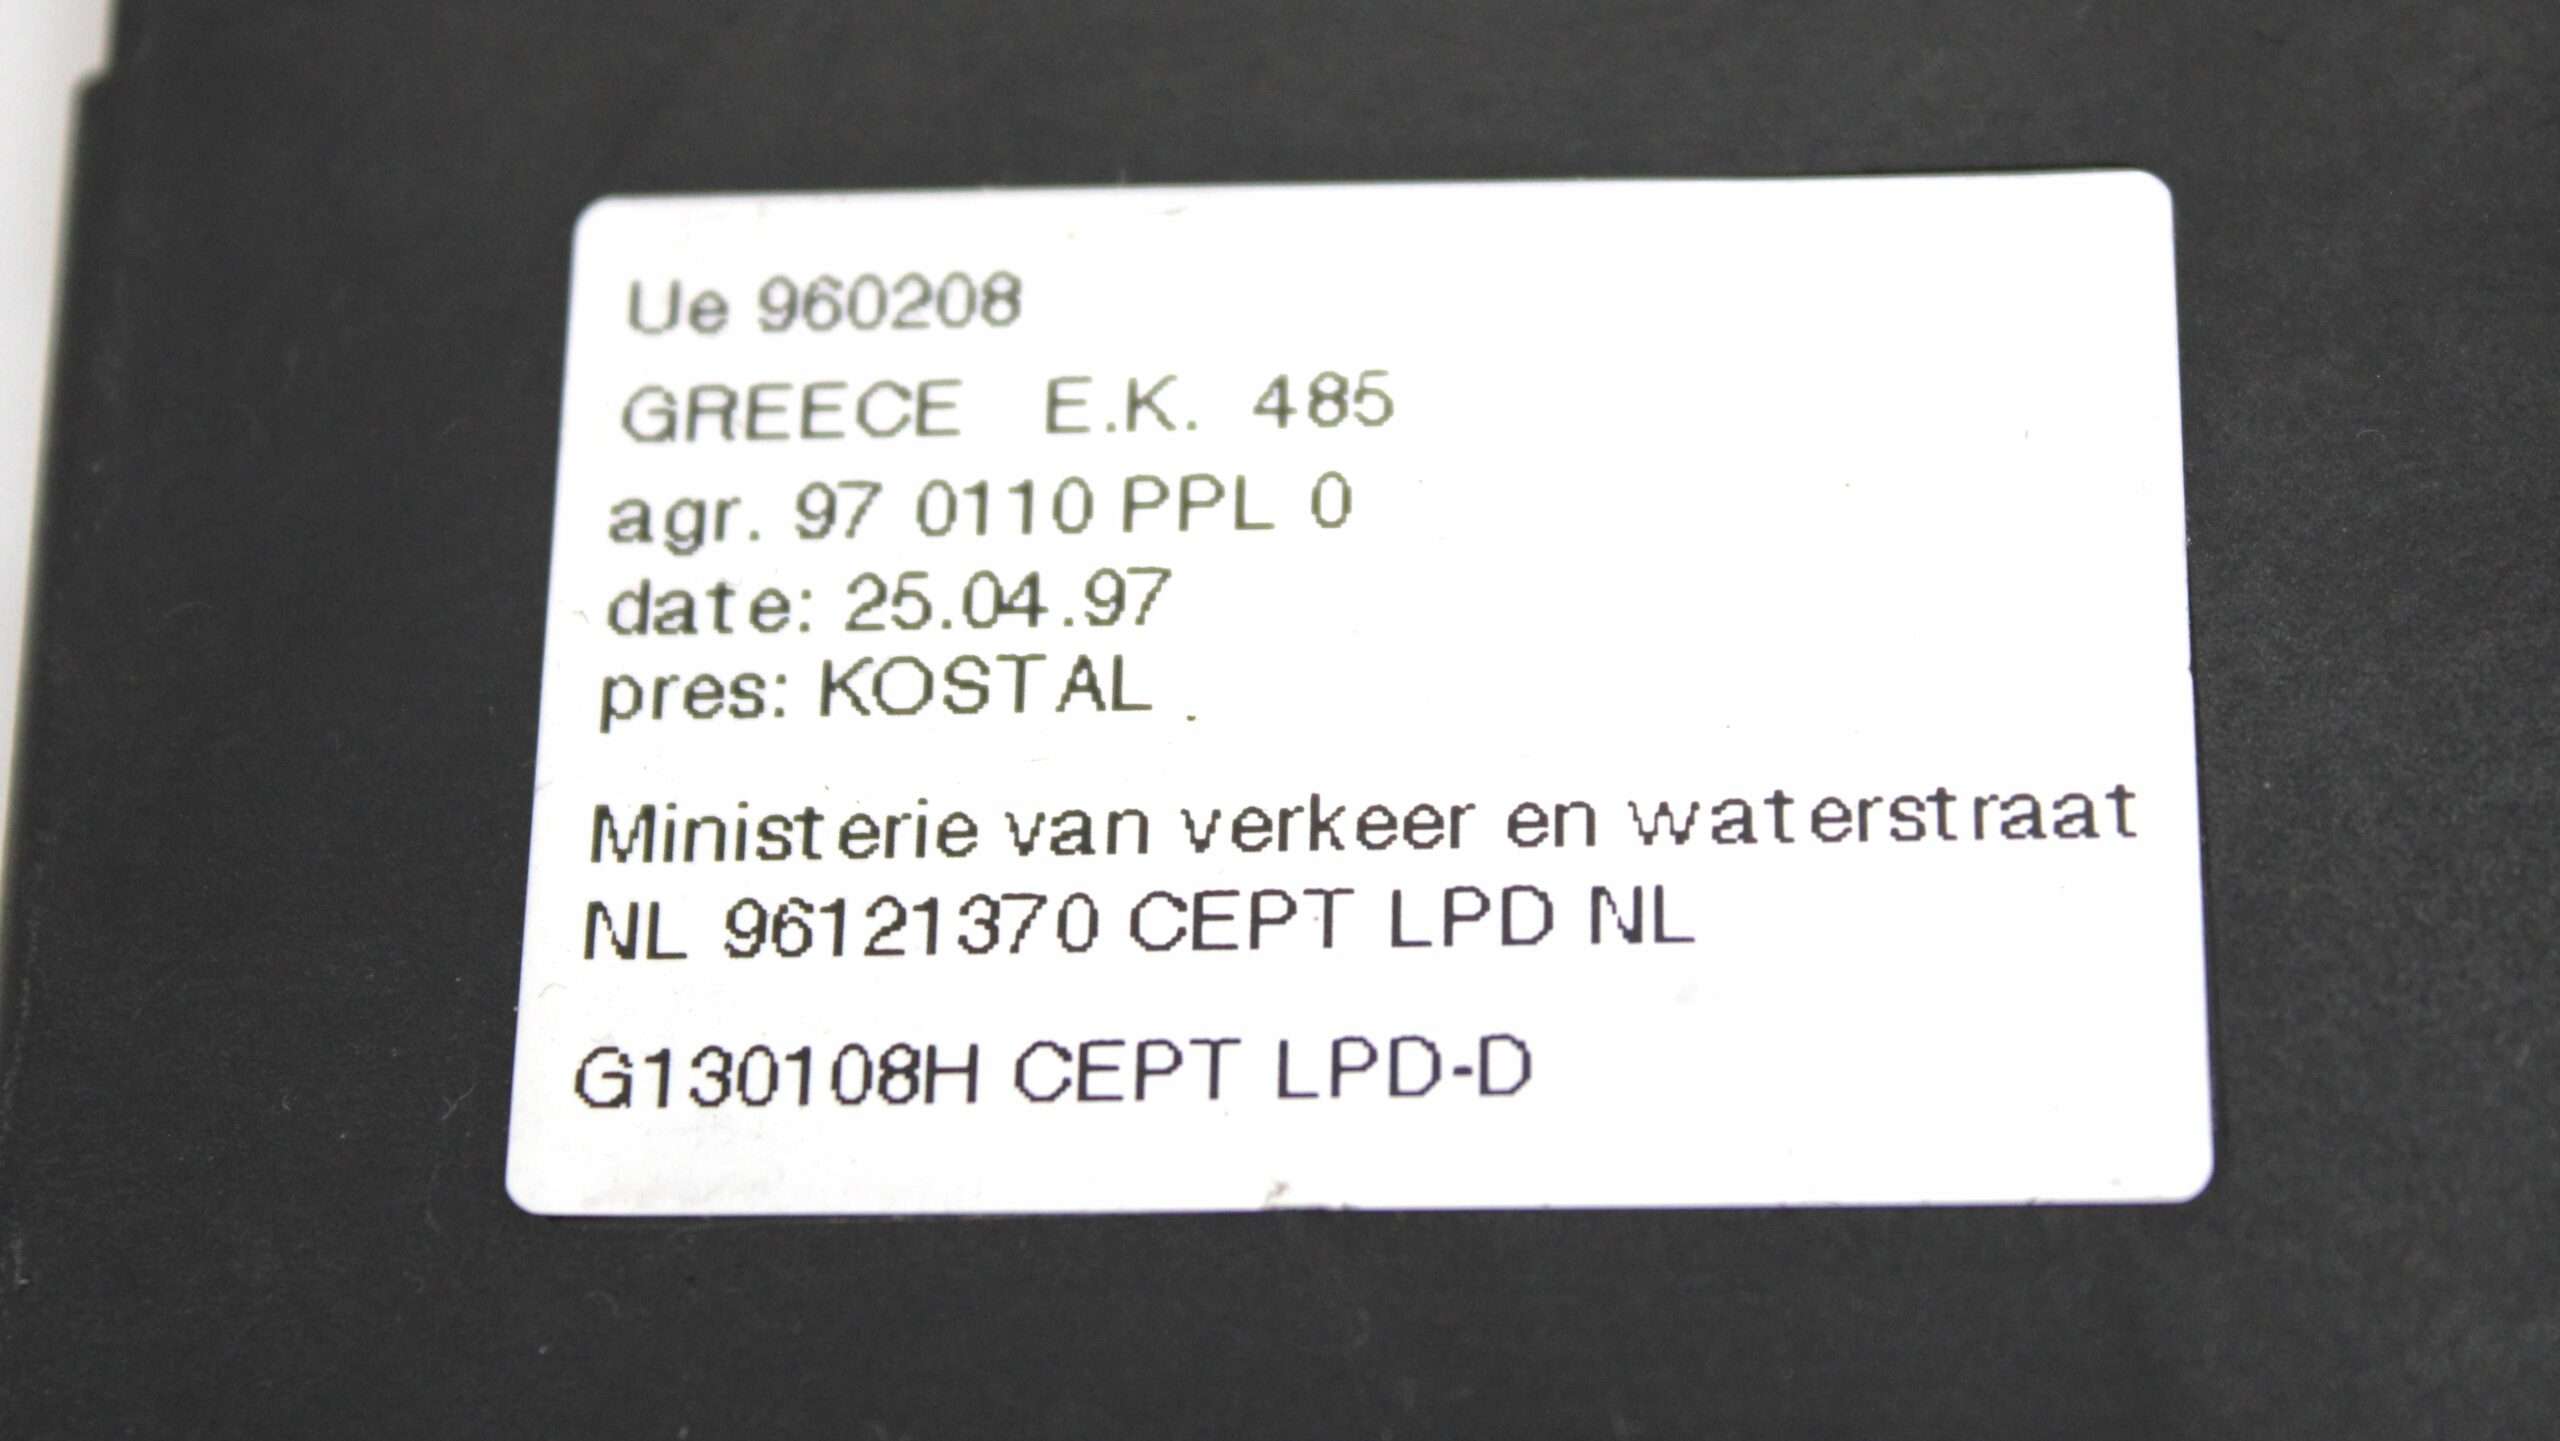 Ue 960208
GREECE E.K. 485
agr. 97 0110 PPL 0
date: 25.04.97
pres: KOSTAL .
Ministerie van verkeer en waterstraat
NL 96121370 CEPT LPD NL
G130108H CEPT LPD-D